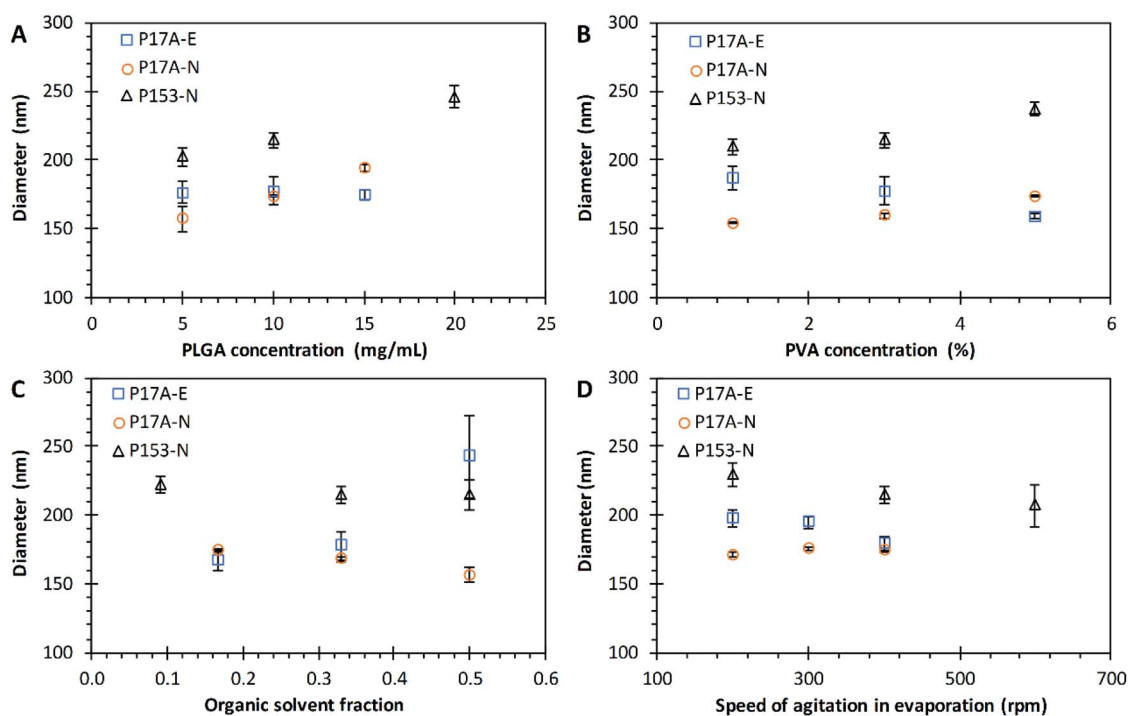 A
P17A-E
P17A-N
P153-N
300
250
200
150
100
0 5 10 15 20 25
Diameter (nm)
PLGA concentration (mg/mL)
B
P17A-E
P17A-N
P153-N
300
250
200
150
100
0 2 4 6
Diameter (nm)
PVA concentration (%)
C
P17A-E
P17A-N
P153-N
300
250
200
150
100
0.0 0.1 0.2 0.3 0.4 0.5 0.6
Diameter (nm)
Organic solvent fraction
D
P17A-E
P17A-N
P153-N
300
250
200
150
100
100 300 500 700
Diameter (nm)
Speed of agitation in evaporation (rpm)